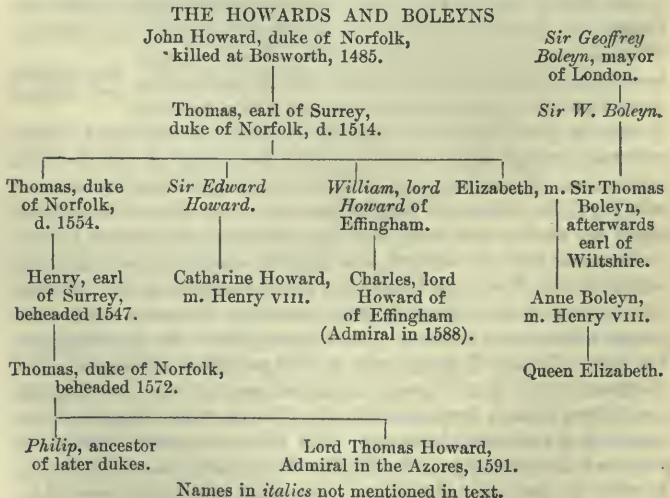 THE HOWARDS AND BOLEYNS
John Howard, duke of Norfolk,
killed at Bosworth, 1485.
Sir Geoffrey
Boleyn, mayor
of London.
Thomas, earl of Surrey,
duke of Norfolk, d. 1514.
Sir W. Boleyn.
Thomas, duke
of Norfolk,
d. 1554.
Sir Edward
Howard.
William, lord
Howard of
Effingham.
Elizabeth, m. Sir Thomas
Boleyn,
afterwards
earl of
Wiltshire.
Henry, earl
of Surrey,
beheaded 1547.
Catharine Howard,
m. Henry VIII.
Charles, lord
Howard of
of Effingham
(Admiral in 1588).
Anne Boleyn,
m. Henry VIII.
Thomas, duke of Norfolk,
beheaded 1572.
Queen Elizabeth.
Philip, ancestor
of later dukes.
Lord Thomas Howard,
Admiral in the Azores, 1591.
Names in italics not mentioned in text.